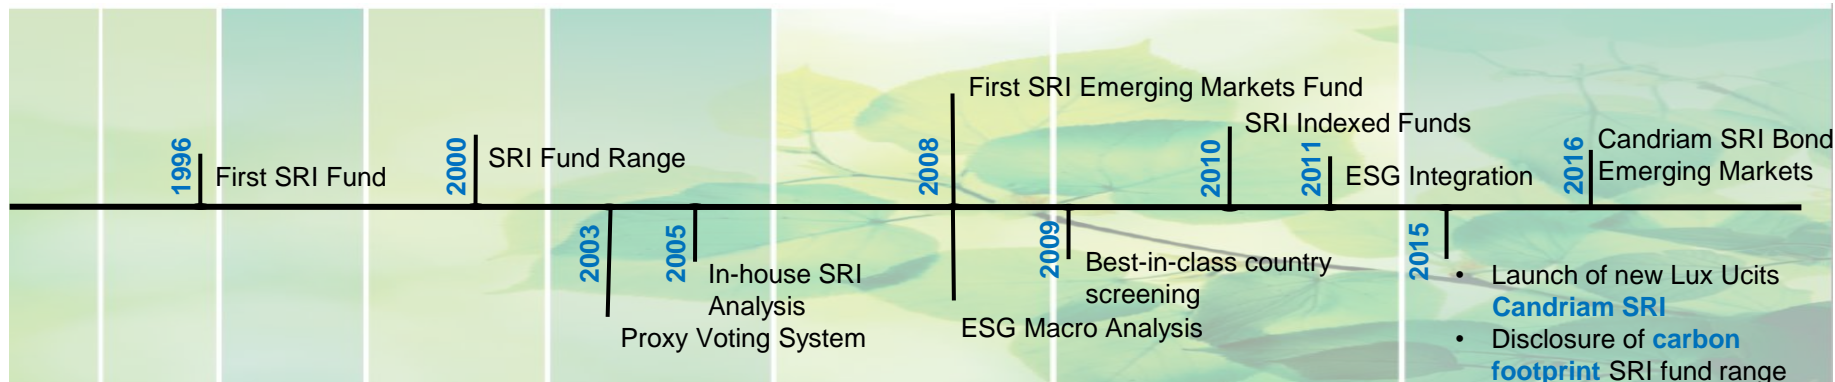 1996
First SRI Fund
2000
SRI Fund Range
2003
Proxy Voting System
2005
In-house SRI
Analysis
2008
First SRI Emerging Markets Fund
ESG Macro Analysis
2009
Best-in-class country
screening
2010
SRI Indexed Funds
2011
ESG Integration
2015
• Launch of new Lux Ucits
Candriam SRI
• Disclosure of carbon
footprint SRI fund range
2016
Candriam SRI Bond
Emerging Markets